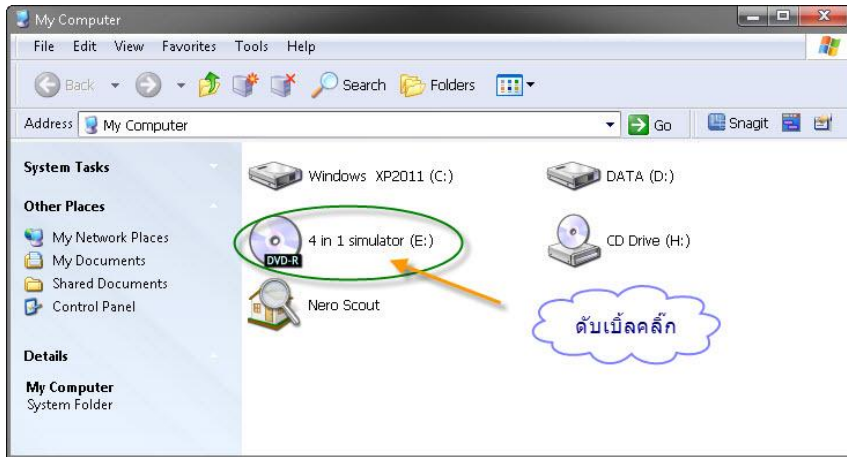 My Computer
File Edit View Favorites Tools Help
Back Search Folders
Address My Computer Go Snagit
System Tasks
Other Places
My Network Places
My Documents
Shared Documents
Control Panel
Details
My Computer
System Folder
Windows XP2011 (C:)
DATA (D:)
4 in 1 simulator (E:)
DVD-R
CD Drive (H:)
Nero Scout
ดับเบิ้ลคลิ๊ก